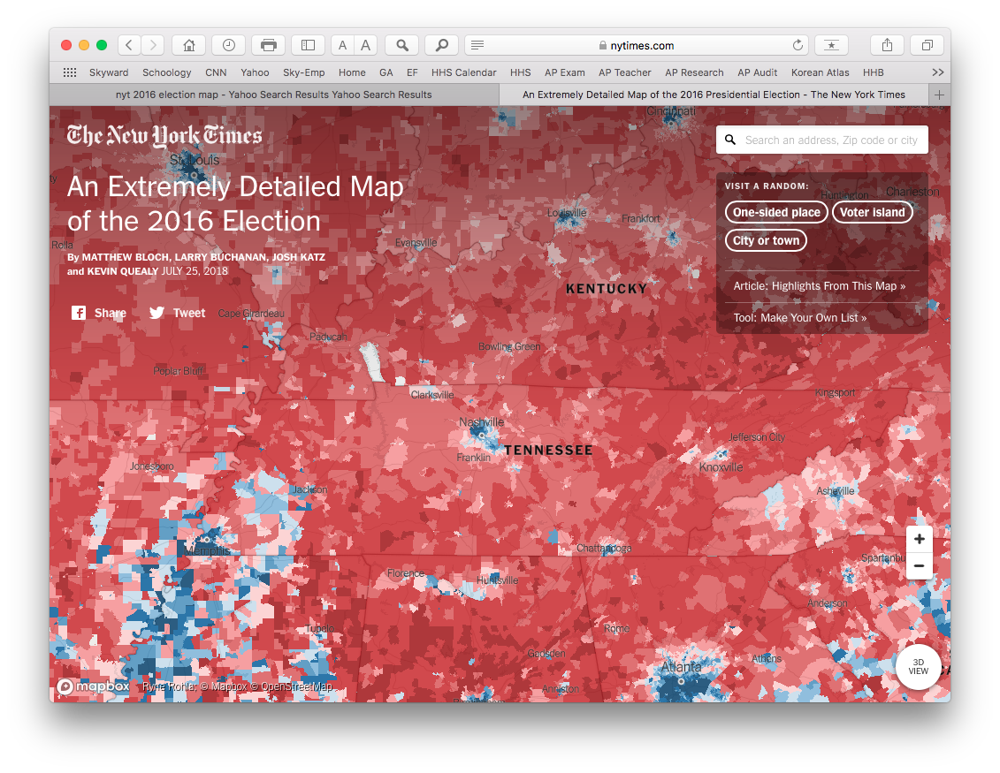 nytimes.com
A A
Skyward Schoology CNN Yahoo Sky-Emp Home GA EF HHS Calendar HHS AP Exam AP Teacher AP Research AP Audit Korean Atlas HHB
nyt 2016 election map - Yahoo Search Results Yahoo Search Results
An Extremely Detailed Map of the 2016 Presidential Election - The New York Times
The New York Times
An Extremely Detailed Map
of the 2016 Election
By MATTHEW BLOCH, LARRY BUCHANAN, JOSH KATZ
and KEVIN QUEALY JULY 25, 2018
Share Tweet
Search an address, Zip code or city
VISIT A RANDOM:
One-sided place Voter island
City or town
Article: Highlights From This Map »
Tool: Make Your Own List »
Cincinnati
St. Louis
Huntington Charleston
Louisville Frankfort
Rolla
Evansville
KENTUCKY
Cape Girardeau
Paducah
Bowling Green
Poplar Bluff
Clarksville
Kingsport
Nashville
Jefferson City
TENNESSEE
Franklin
Jonesboro
Knoxville
Jackson
Asheville
Memphis
Chattanooga
Florence
Huntsville
Anderson
Tupelo
Rome
Gadsden
Atlanta
Athens
Anniston
+
−
3D
VIEW
mapbox Ryne Rohla, © Mapbox © OpenStreetMap